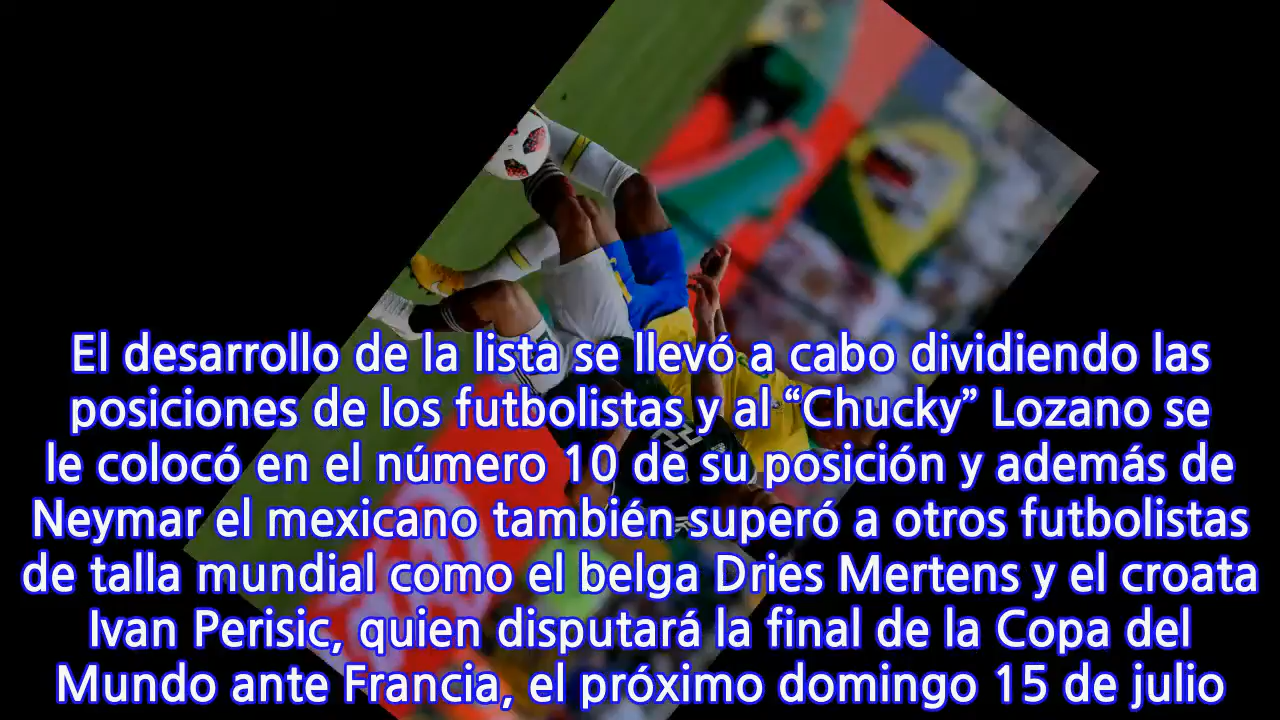 El desarrollo de la lista se llevó a cabo dividiendo las
posiciones de los futbolistas y al “Chucky” Lozano se
le colocó en el número 10 de su posición y además de
Neymar el mexicano también superó a otros futbolistas
de talla mundial como el belga Dries Mertens y el croata
Ivan Perisic, quien disputará la final de la Copa del
Mundo ante Francia, el próximo domingo 15 de julio